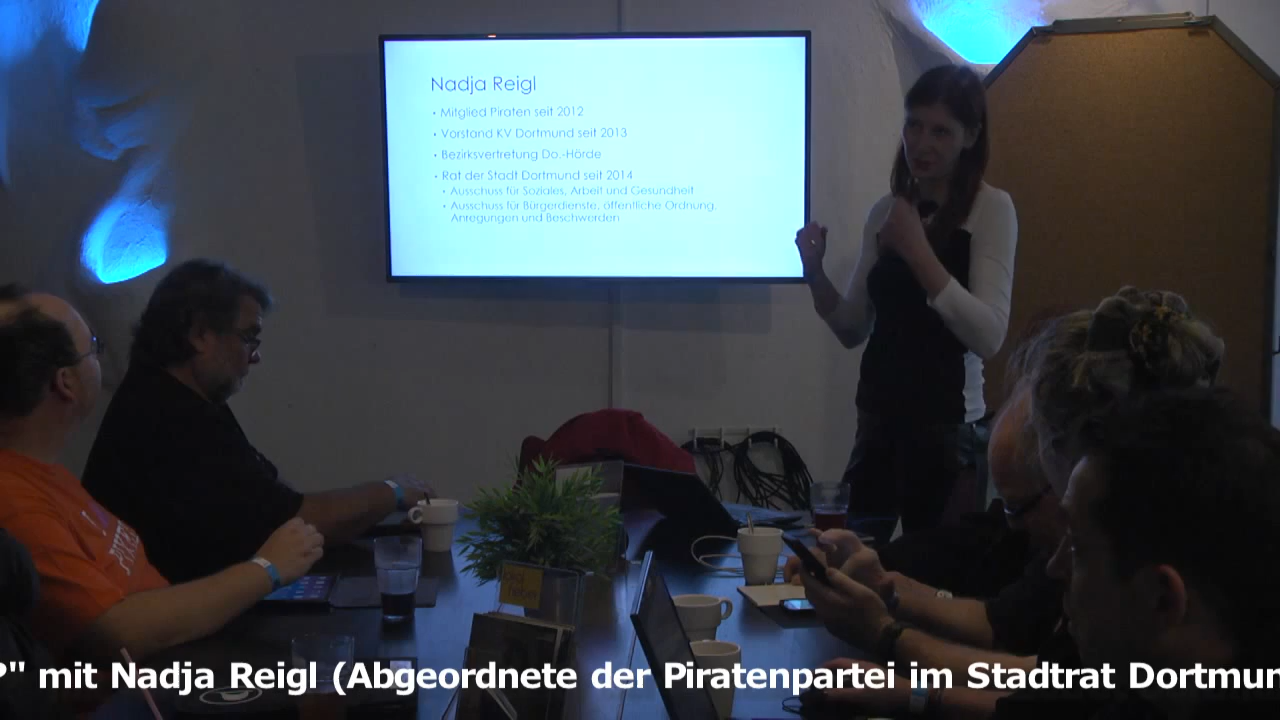 Nadja Reigl
• Mitglied Piraten seit 2012
• Vorstand KV Dortmund seit 2013
• Bezirksvertretung Do.-Hörde
• Rat der Stadt Dortmund seit 2014
• Ausschuss für Soziales, Arbeit und Gesundheit
• Ausschuss für Bürgerdienste, öffentliche Ordnung,
Anregungen und Beschwerden
P" mit Nadja Reigl (Abgeordnete der Piratenpartei im Stadtrat Dortmun